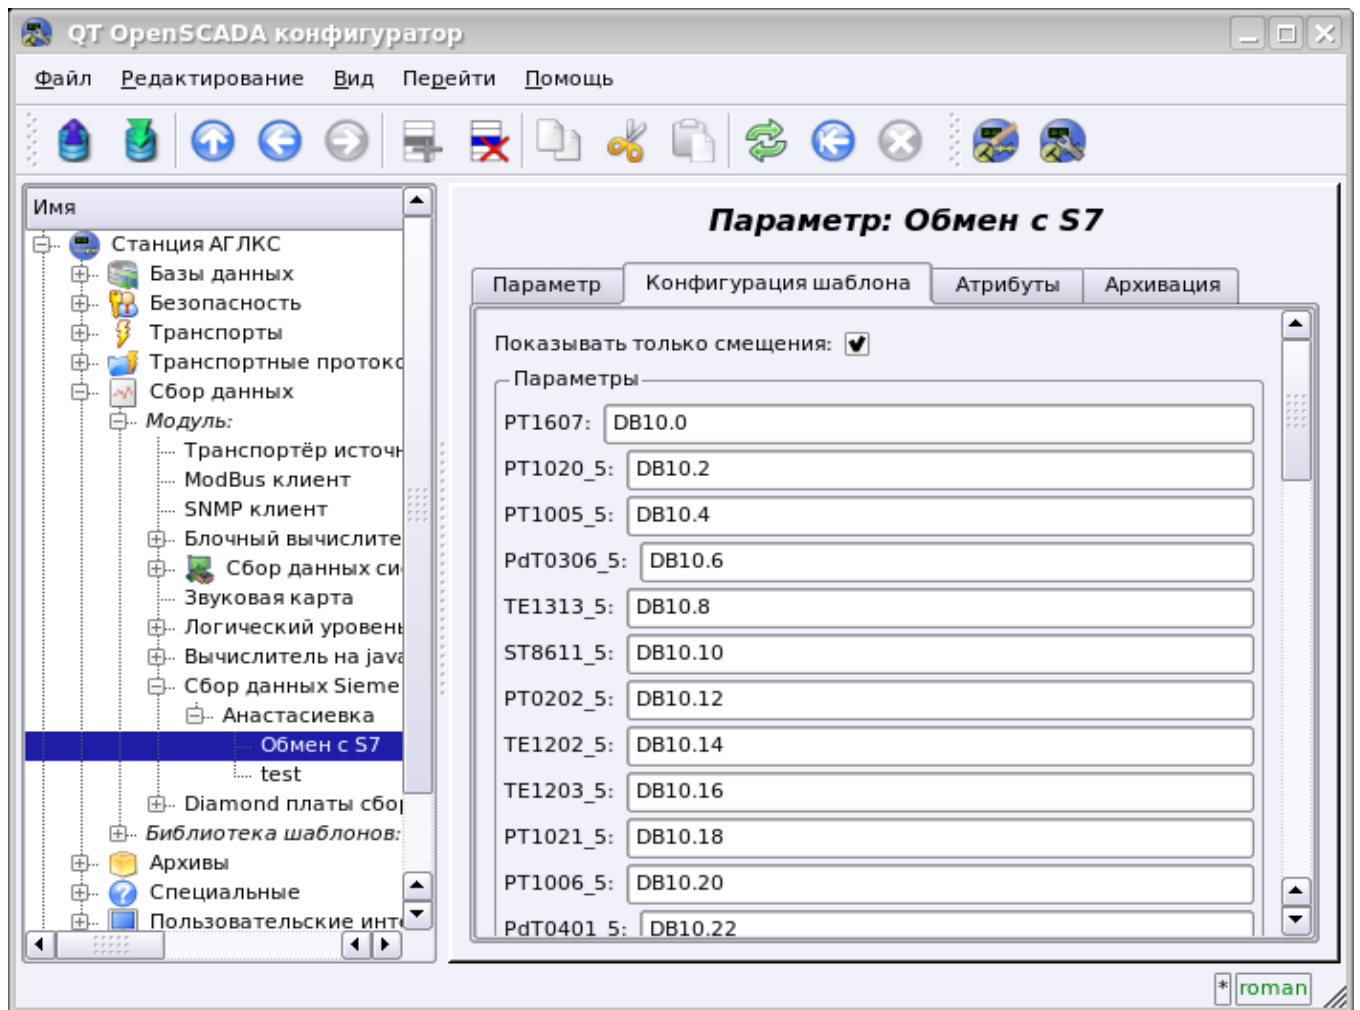 QT OpenSCADA конфигуратор
Файл Редактирование Вид Перейти Помощь
Имя
Станция АГЛКС
Базы данных
Безопасность
Транспорты
Транспортные протокс
Сбор данных
Модуль:
Транспортёр источн
ModBus клиент
SNMP клиент
Блочный вычислите
Сбор данных си
Звуковая карта
Логический уровень
Вычислитель на java
Сбор данных Sieme
Анастасиевка
Обмен с S7
test
Diamond платы сбор
Библиотека шаблонов:
Архивы
Специальные
Пользовательские инте
Параметр: Обмен с S7
Параметр Конфигурация шаблона Атрибуты Архивация
Показывать только смещения:
Параметры
PT1607: DB10.0
PT1020_5: DB10.2
PT1005_5: DB10.4
PdT0306_5: DB10.6
TE1313_5: DB10.8
ST8611_5: DB10.10
PT0202_5: DB10.12
TE1202_5: DB10.14
TE1203_5: DB10.16
PT1021_5: DB10.18
PT1006_5: DB10.20
PdT0401_5: DB10.22
* roman